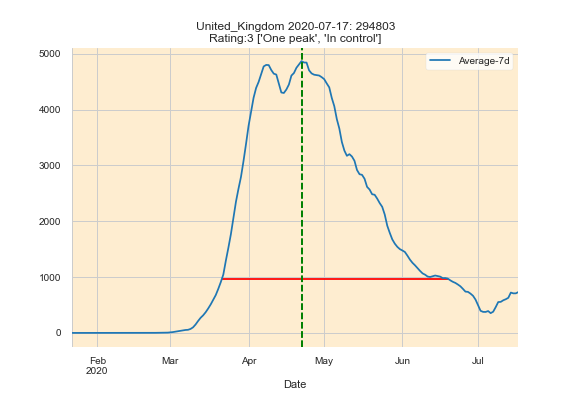 United_Kingdom 2020-07-17: 294803
Rating:3 ['One peak', 'In control']
Average-7d
5000
4000
3000
2000
1000
0
Feb
2020
Mar
Apr
May
Jun
Jul
Date